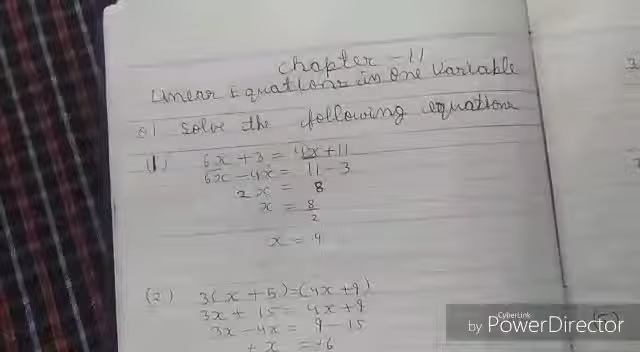 Chapter - 11
Linear Equations in One Variable
Q1 Solve the following equations
(1) 6x + 3 = 4x + 11
6x - 4x = 11 - 3
2x = 8
x = 8/2
x = 4
(2) 3(x + 5) = (4x + 9)
3x + 15 = 4x + 9
3x - 4x = 9 - 15
+x = +6
(5)
CyberLink
by PowerDirector